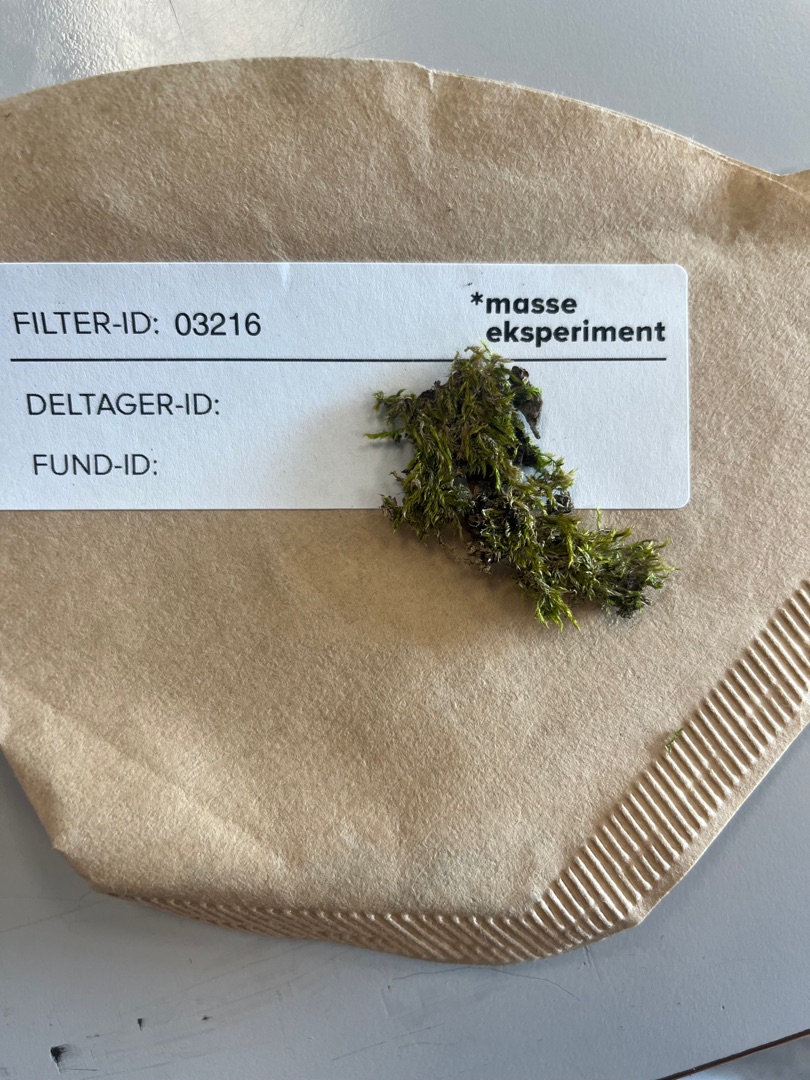 FILTER-ID: 03216
*masse
eksperiment
DELTAGER-ID:
FUND-ID: